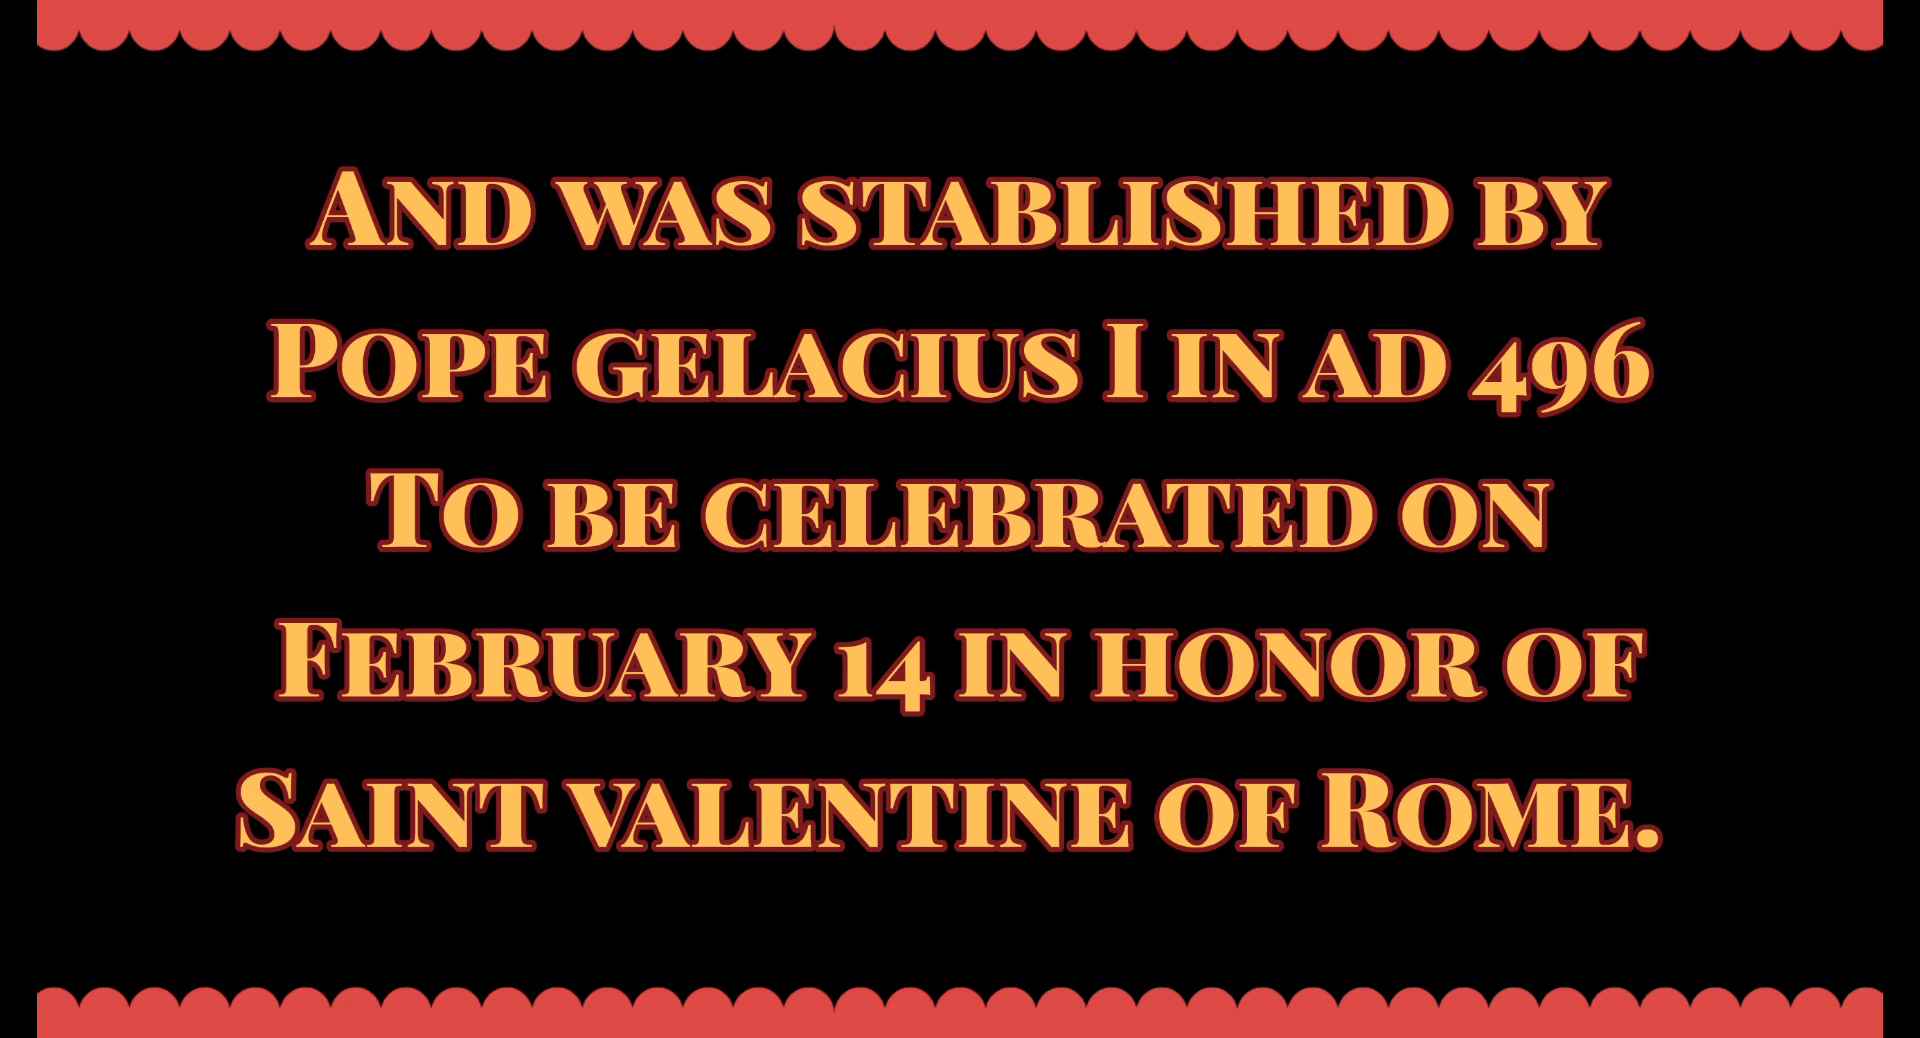 And was stablished by
Pope gelacius I in ad 496
To be celebrated on
February 14 in honor of
Saint valentine of Rome.